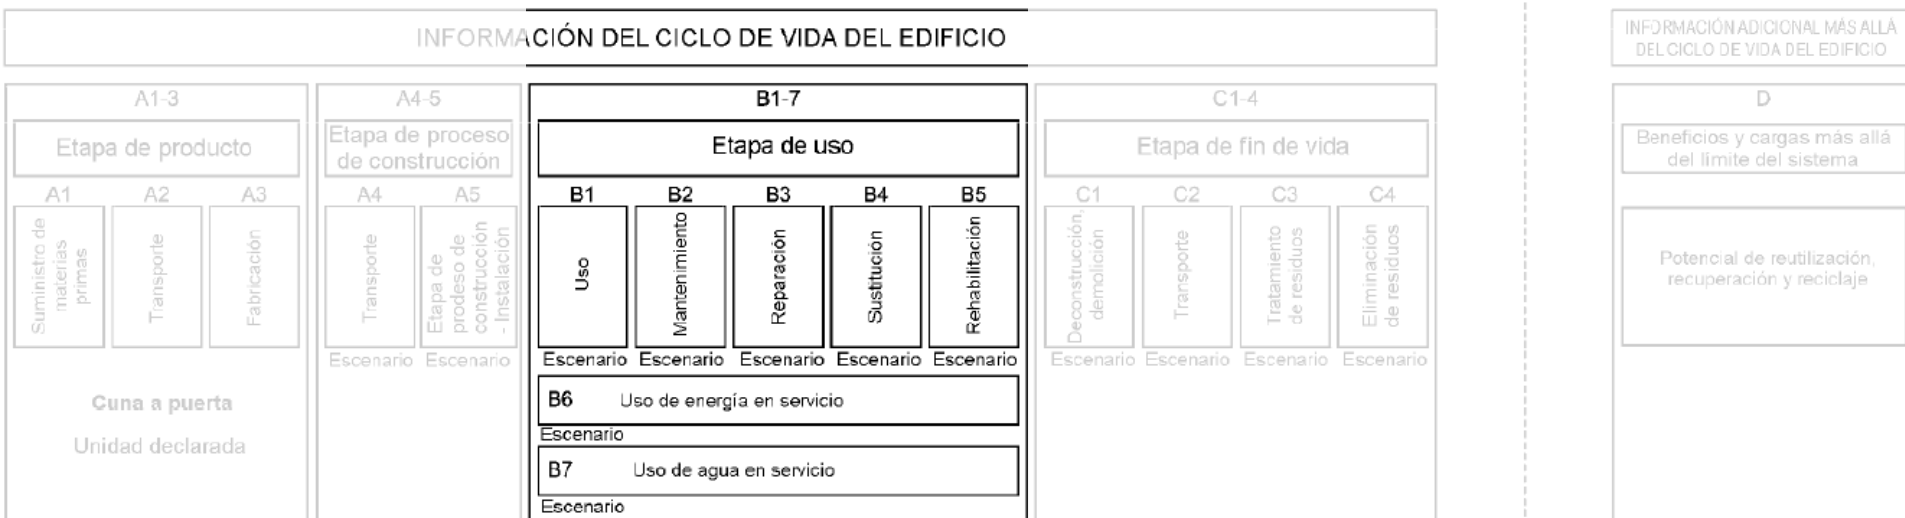 INFORMACIÓN DEL CICLO DE VIDA DEL EDIFICIO
INFORMACIÓN ADICIONAL MÁS ALLÁ
DEL CICLO DE VIDA DEL EDIFICIO
A1-3
Etapa de producto
A1
A2
A3
Suministro de
materias
primas
Transporte
Fabricación
Cuna a puerta
Unidad declarada
A4-5
Etapa de proceso
de construcción
A4
A5
Transporte
Etapa de
prodeso de
construcción
- Instalación
Escenario
Escenario
B1-7
Etapa de uso
B1
B2
B3
B4
B5
Uso
Mantenimiento
Reparación
Sustitución
Rehabilitación
Escenario
Escenario
Escenario
Escenario
Escenario
B6 Uso de energía en servicio
Escenario
B7 Uso de agua en servicio
Escenario
C1-4
Etapa de fin de vida
C1
C2
C3
C4
Deconstrucción,
demolición
Transporte
Tratamiento
de residuos
Eliminación
de residuos
Escenario
Escenario
Escenario
Escenario
D
Beneficios y cargas más allá
del límite del sistema
Potencial de reutilización,
recuperación y reciclaje